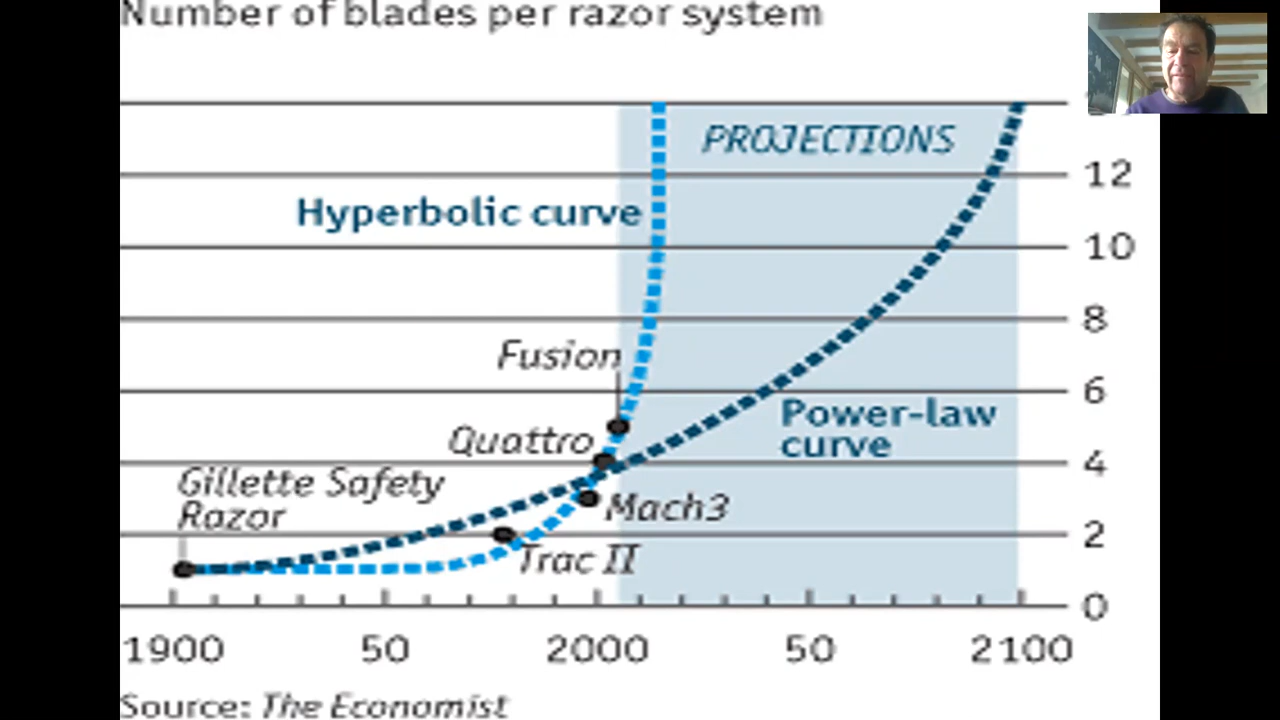 Number of blades per razor system
PROJECTIONS
12
Hyperbolic curve
10
8
Fusion
6
Power-law
curve
Quattro
4
Gillette Safety
Razor
Mach3
2
Trac II
0
1900 50 2000 50 2100
Source: The Economist